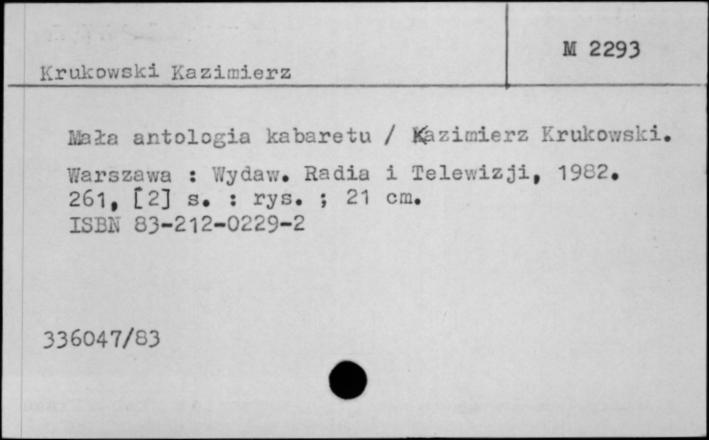 M 2293
Krukowski Kazimierz
Mała antologia kabaretu / Kazimierz Krukowski.
Warszawa : Wydaw. Radia i Telewizji, 1982.
261, [2] s. : rys. ; 21 cm.
ISBN 83-212-0229-2
336047/83